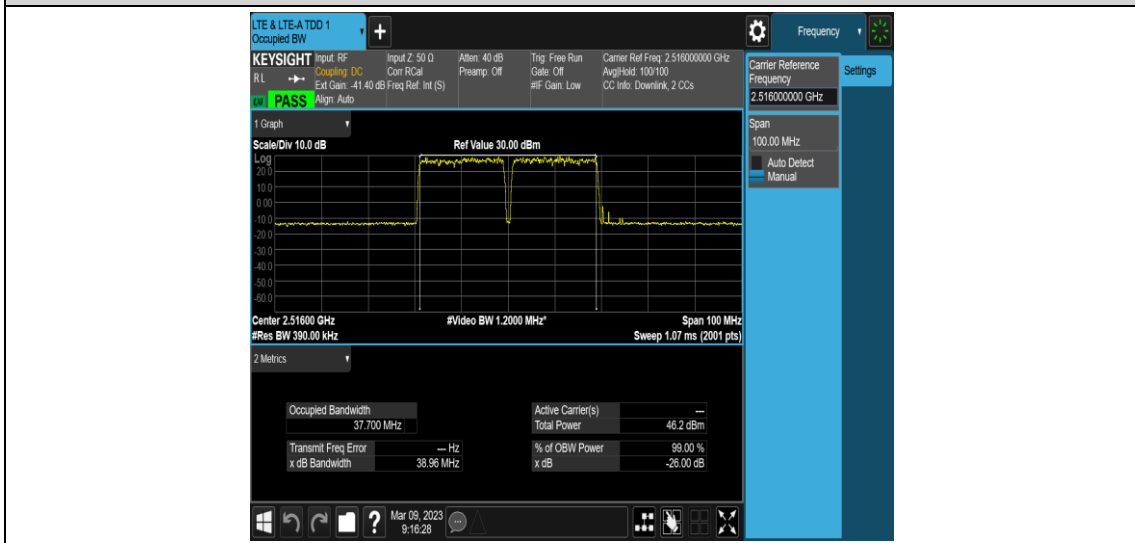 LTE & LTE-A TDD 1
Occupied BW
+
Frequency
KEYSIGHT
R L
LXI PASS
Input: RF
Coupling: DC
Ext Gain: -41.40 dB
Align: Auto
Input Z: 50 Ω
Corr RCal
Freq Ref: Int (S)
Atten: 40 dB
Preamp: Off
Trig: Free Run
Gate: Off
#IF Gain: Low
Carrier Ref Freq: 2.516000000 GHz
Avg|Hold: 100/100
CC Info: Downlink, 2 CCs
Carrier Reference
Frequency
2.516000000 GHz
Settings
Span
100.00 MHz
Auto Detect
Manual
1 Graph
Scale/Div 10.0 dB
Ref Value 30.00 dBm
Log
20.0
10.0
0.00
-10.0
-20.0
-30.0
-40.0
-50.0
-60.0
Center 2.51600 GHz
#Video BW 1.2000 MHz*
Span 100 MHz
#Res BW 390.00 kHz
Sweep 1.07 ms (2001 pts)
2 Metrics
Occupied Bandwidth
37.700 MHz
Transmit Freq Error --- Hz
x dB Bandwidth 38.96 MHz
Active Carrier(s) ---
Total Power 46.2 dBm
% of OBW Power 99.00 %
x dB -26.00 dB
?
Mar 09, 2023
9:16:28